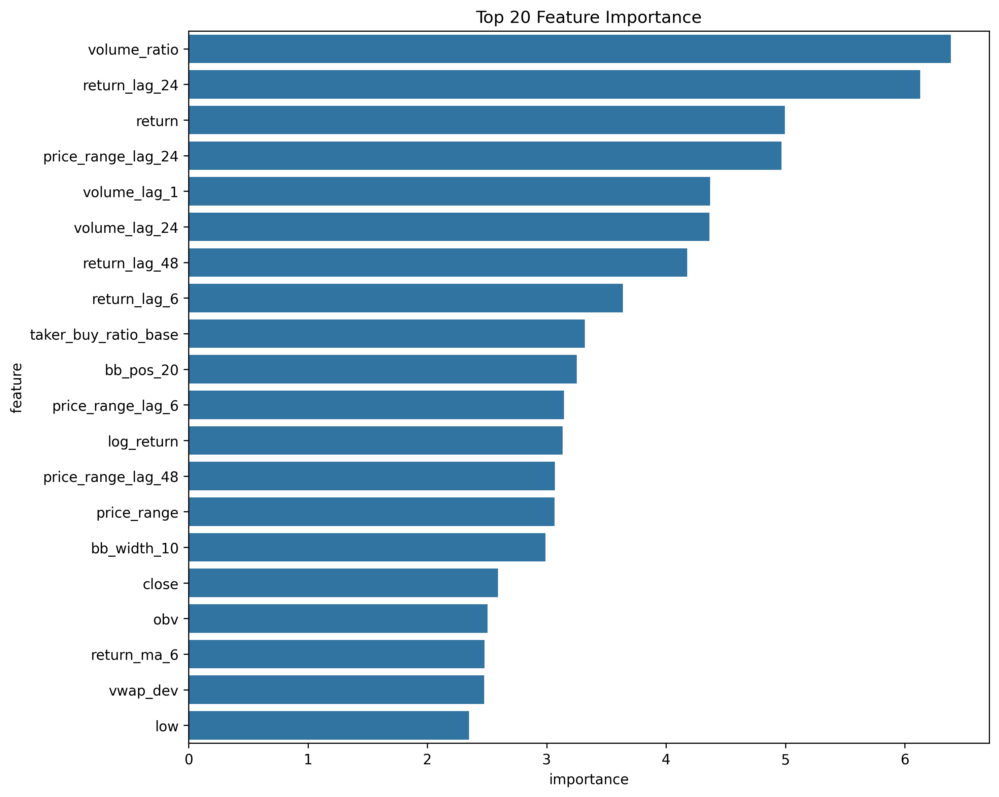 Top 20 Feature Importance
volume_ratio
return_lag_24
return
price_range_lag_24
volume_lag_1
volume_lag_24
return_lag_48
return_lag_6
taker_buy_ratio_base
bb_pos_20
price_range_lag_6
log_return
price_range_lag_48
price_range
bb_width_10
close
obv
return_ma_6
vwap_dev
low
feature
0 1 2 3 4 5 6
importance